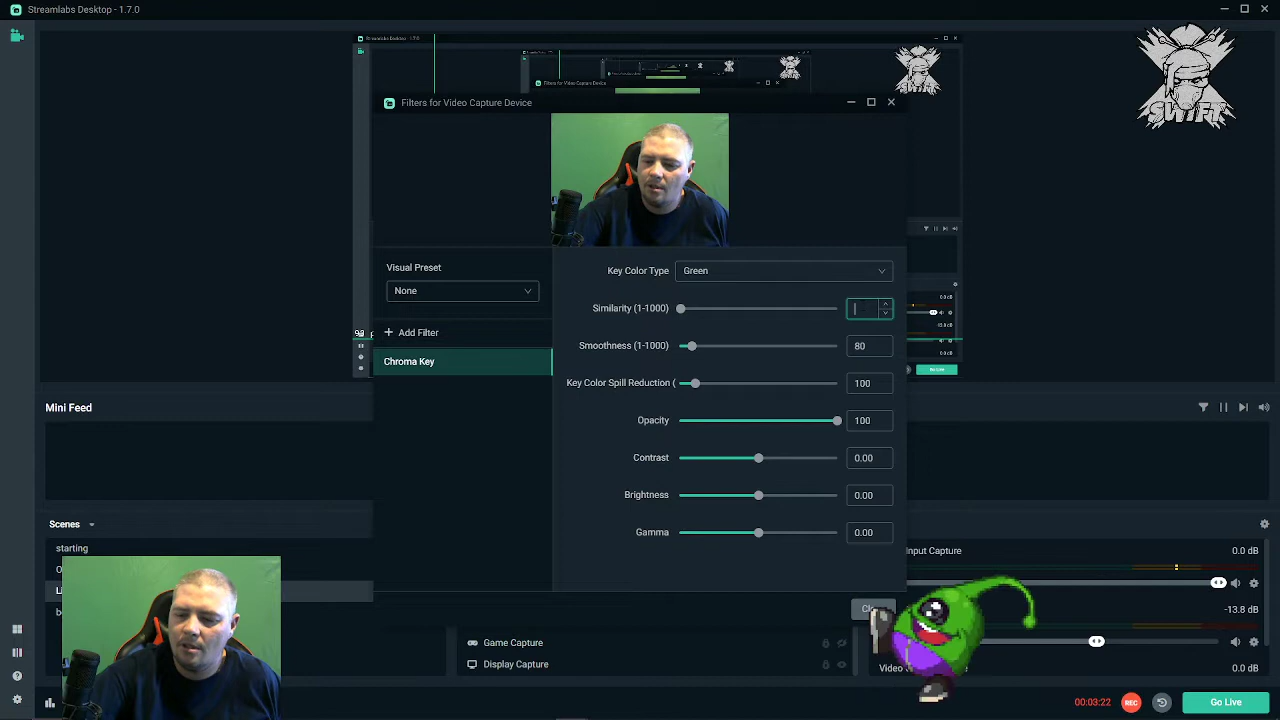 Streamlabs Desktop - 1.7.0
SWIFT
Filters for Video Capture Device
Visual Preset
None
Add Filter
Chroma Key
Key Color Type
Green
Similarity (1-1000)
Smoothness (1-1000)
80
Key Color Spill Reduction (
100
Opacity
100
Contrast
0.00
Brightness
0.00
Gamma
0.00
Mini Feed
Scenes
starting
Game Capture
Display Capture
Input Capture
0.0 dB
-13.8 dB
0.0 dB
00:03:22
REC
Go Live